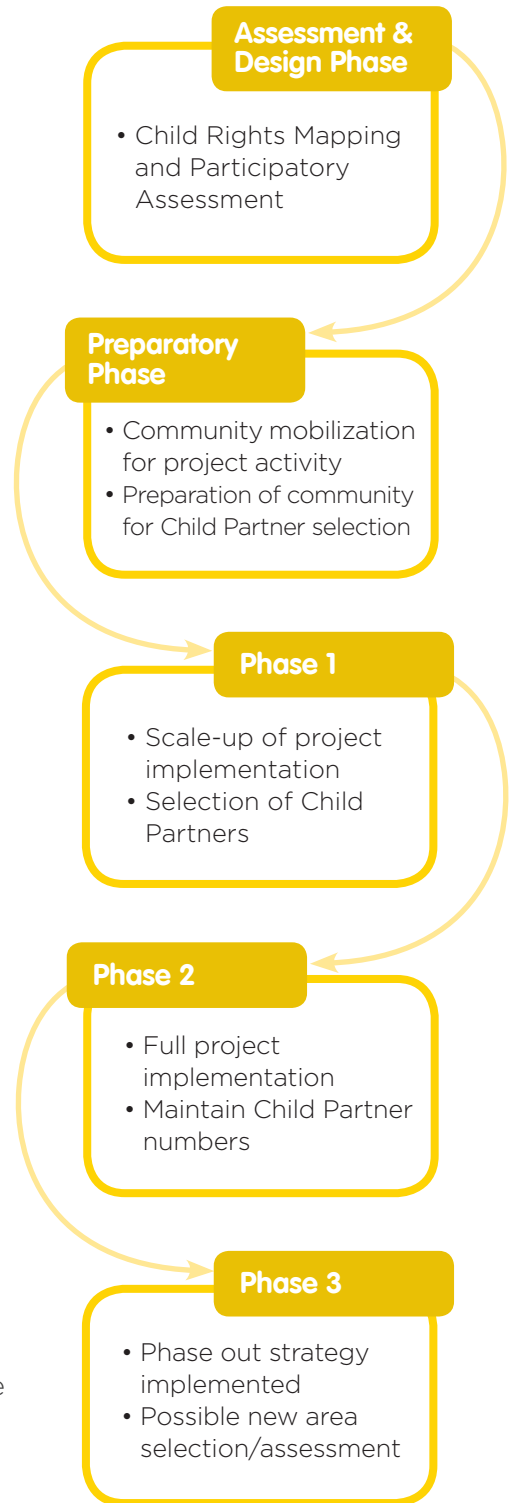 Assessment &
Design Phase
• Child Rights Mapping
and Participatory
Assessment
Preparatory
Phase
• Community mobilization
for project activity
• Preparation of community
for Child Partner selection
Phase 1
• Scale-up of project
implementation
• Selection of Child
Partners
Phase 2
• Full project
implementation
• Maintain Child Partner
numbers
Phase 3
• Phase out strategy
implemented
• Possible new area
selection/assessment